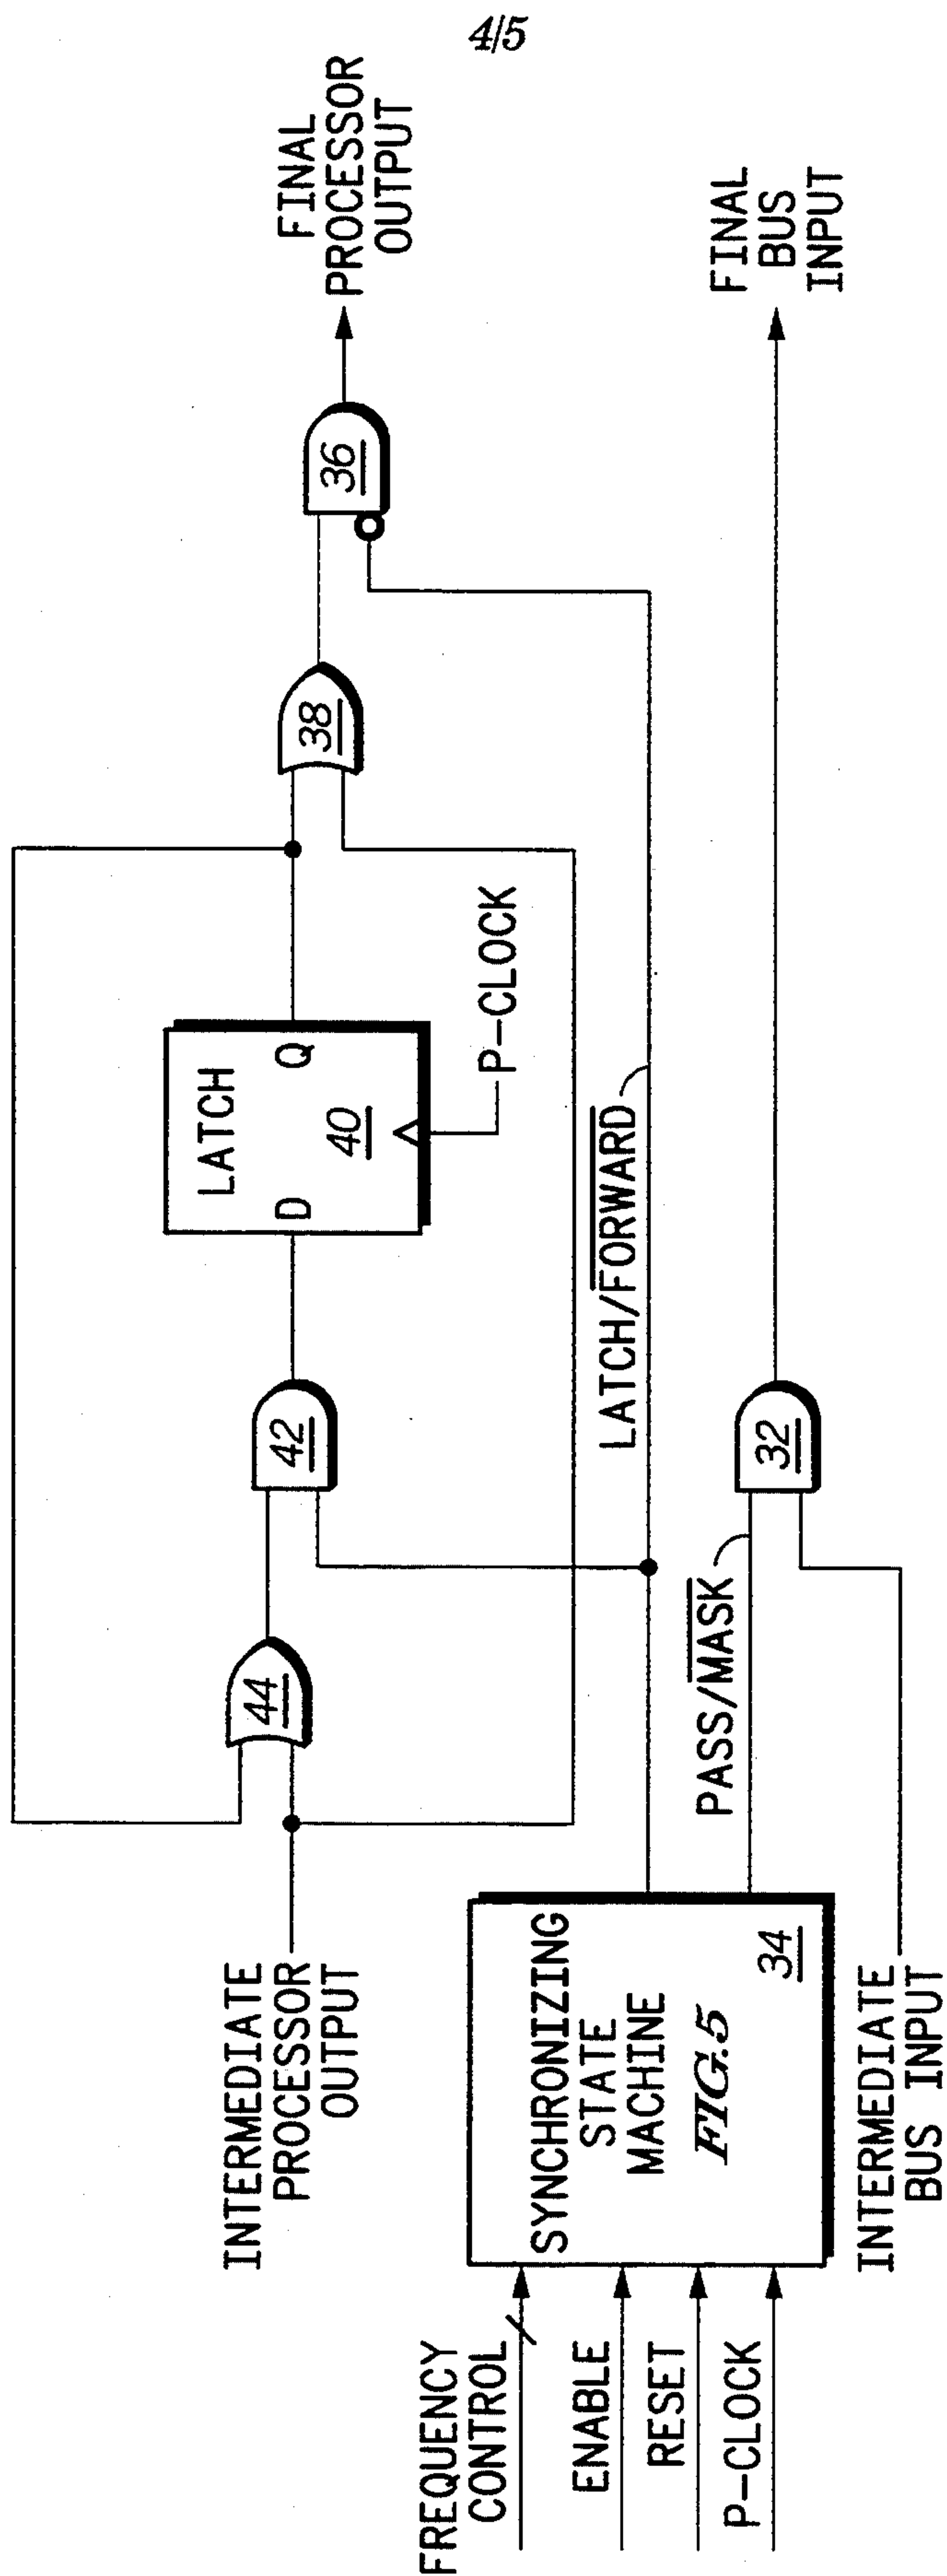 4/5
INTERMEDIATE
PROCESSOR
OUTPUT
44
42
LATCH
D
Q
40
P-CLOCK
38
36
FINAL
PROCESSOR
OUTPUT
LATCH/FORWARD
FREQUENCY
CONTROL
ENABLE
RESET
P-CLOCK
SYNCHRONIZING
STATE
MACHINE
FIG.5
34
PASS/MASK
32
INTERMEDIATE
BUS INPUT
FINAL
BUS
INPUT